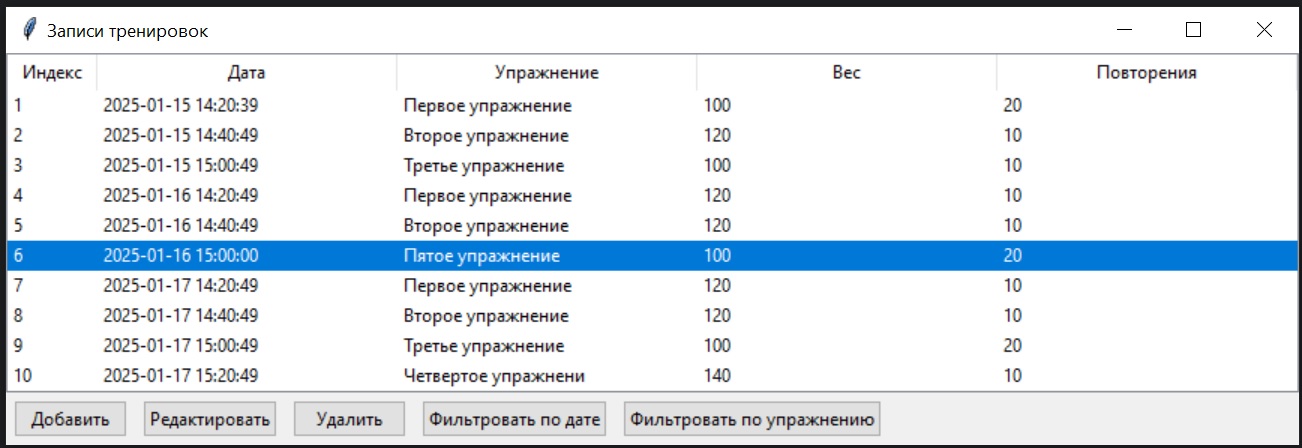 Записи тренировок
Индекс Дата Упражнение Вес Повторения
1 2025-01-15 14:20:39 Первое упражнение 100 20
2 2025-01-15 14:40:49 Второе упражнение 120 10
3 2025-01-15 15:00:49 Третье упражнение 100 10
4 2025-01-16 14:20:49 Первое упражнение 120 10
5 2025-01-16 14:40:49 Второе упражнение 120 10
6 2025-01-16 15:00:00 Пятое упражнение 100 20
7 2025-01-17 14:20:49 Первое упражнение 120 10
8 2025-01-17 14:40:49 Второе упражнение 120 10
9 2025-01-17 15:00:49 Третье упражнение 100 20
10 2025-01-17 15:20:49 Четвертое упражнени 140 10
Добавить Редактировать Удалить Фильтровать по дате Фильтровать по упражнению